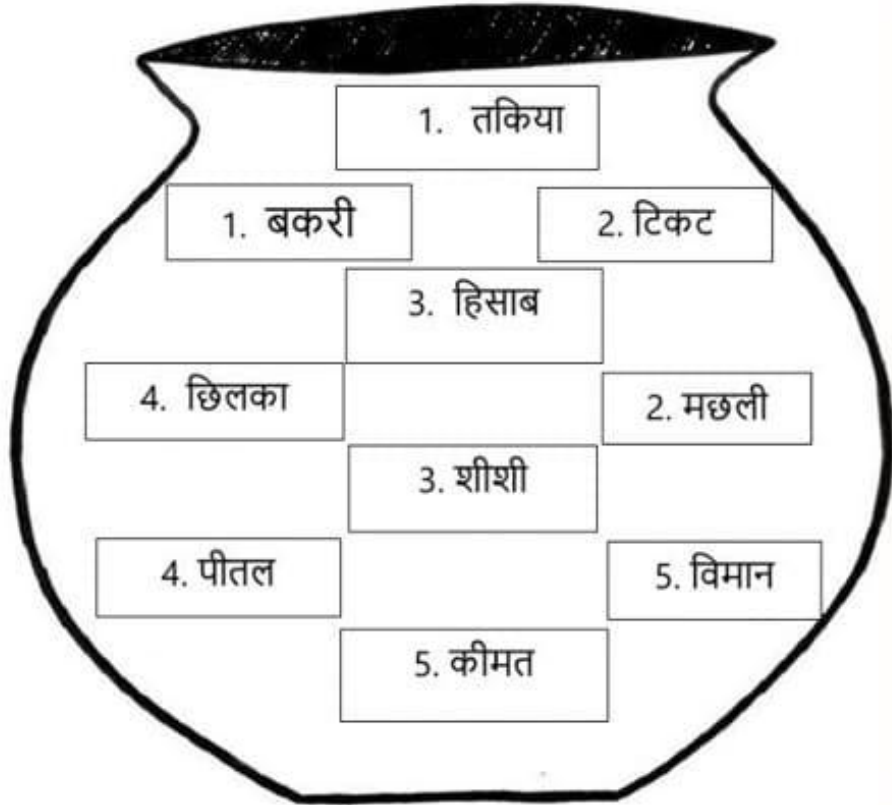 1. तकिया
1. बकरी
2. टिकट
3. हिसाब
4. छिलका
2. मछली
3. शीशी
4. पीतल
5. विमान
5. कीमत